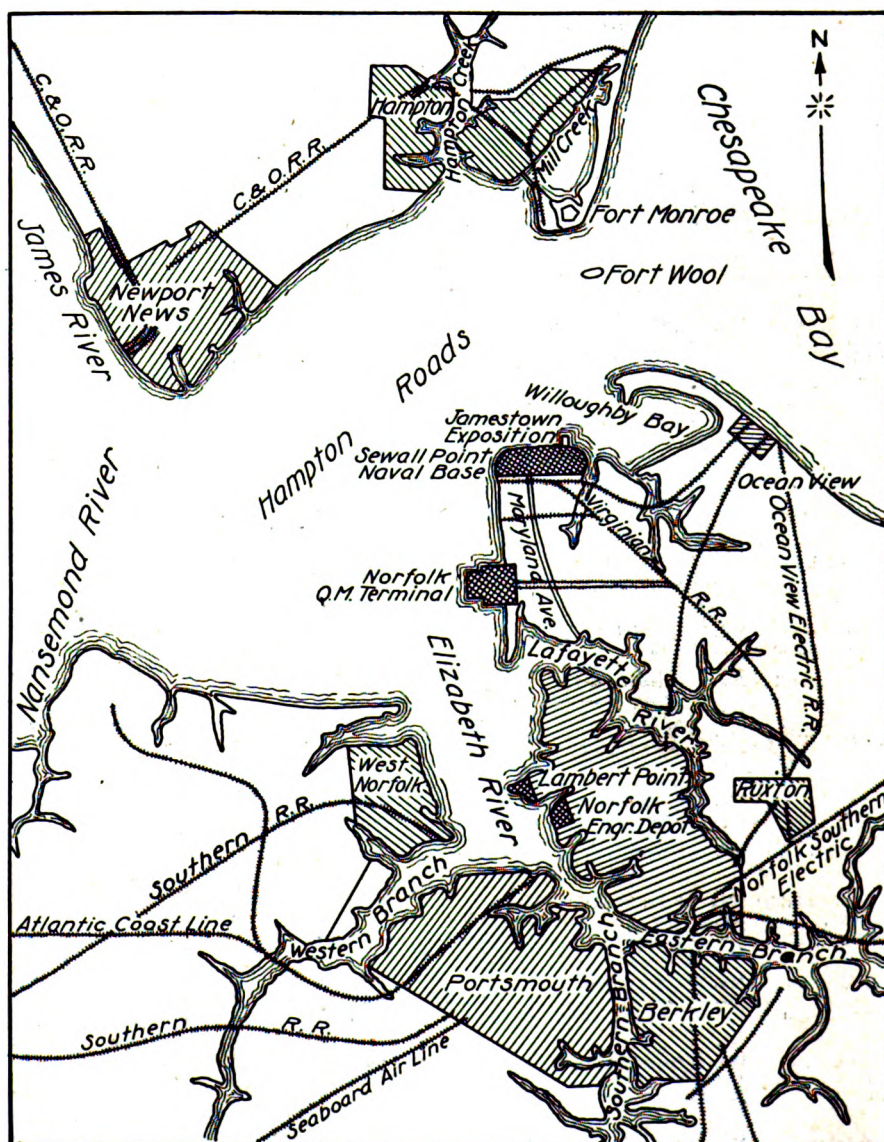 N
C. & O. R. R.
Hampton
Hampton Creek
C. & O. R. R.
Mill Creek
Chesapeake
Bay
Fort Monroe
Fort Wool
James River
Newport
News
Hampton Roads
Willoughby Bay
Jamestown
Exposition
Sewall Point
Naval Base
Ocean View
Maryland Ave.
Virginian
R. R.
Ocean View Electric R.R.
Nansemond River
Norfolk
Q.M. Terminal
Elizabeth River
Lafayette River
West
Norfolk
Lambert Point
Norfolk
Engr. Depot
Ruxton
Norfolk Southern
Electric
Southern R.R.
Atlantic Coast Line
Western Branch
Eastern Branch
Portsmouth
Southern Branch
Berkley
Southern R. R.
Seaboard Air Line